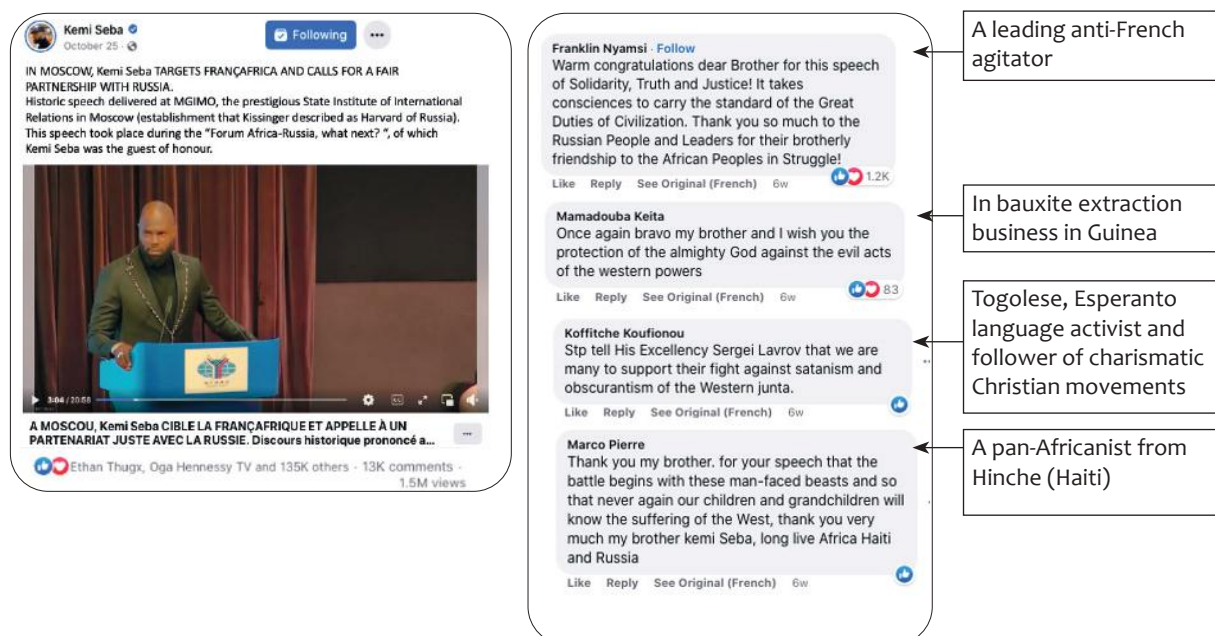 Kemi Seba
October 25
Following
IN MOSCOW, Kemi Seba TARGETS FRANÇAFRICA AND CALLS FOR A FAIR
PARTNERSHIP WITH RUSSIA.
Historic speech delivered at MGIMO, the prestigious State Institute of International
Relations in Moscow (establishment that Kissinger described as Harvard of Russia).
This speech took place during the "Forum Africa-Russia, what next? ", of which
Kemi Seba was the guest of honour.
3:04 / 20:58
A MOSCOU, Kemi Seba CIBLE LA FRANÇAFRIQUE ET APPELLE À UN
PARTENARIAT JUSTE AVEC LA RUSSIE. Discours historique prononcé a...
Ethan Thugx, Oga Hennessy TV and 135K others · 13K comments ·
1.5M views
Franklin Nyamsi · Follow
Warm congratulations dear Brother for this speech
of Solidarity, Truth and Justice! It takes
consciences to carry the standard of the Great
Duties of Civilization. Thank you so much to the
Russian People and Leaders for their brotherly
friendship to the African Peoples in Struggle!
1.2K
Like Reply See Original (French) 6w
Mamadouba Keita
Once again bravo my brother and I wish you the
protection of the almighty God against the evil acts
of the western powers
83
Like Reply See Original (French) 6w
Koffitche Koufionou
Stp tell His Excellency Sergei Lavrov that we are
many to support their fight against satanism and
obscurantism of the Western junta.
Like Reply See Original (French) 6w
Marco Pierre
Thank you my brother. for your speech that the
battle begins with these man-faced beasts and so
that never again our children and grandchildren will
know the suffering of the West, thank you very
much my brother kemi Seba, long live Africa Haiti
and Russia
Like Reply See Original (French) 6w
A leading anti-French
agitator
In bauxite extraction
business in Guinea
Togolese, Esperanto
language activist and
follower of charismatic
Christian movements
A pan-Africanist from
Hinche (Haiti)